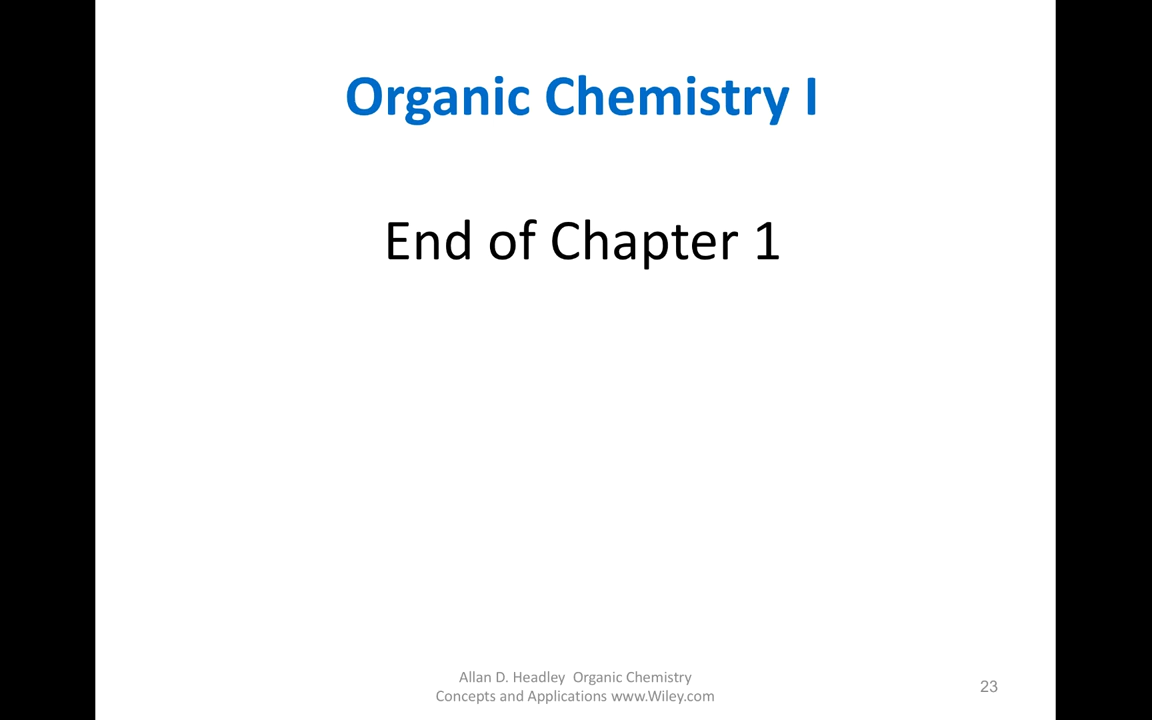 Organic Chemistry I
End of Chapter 1
Allan D. Headley  Organic Chemistry
Concepts and Applications www.Wiley.com
23